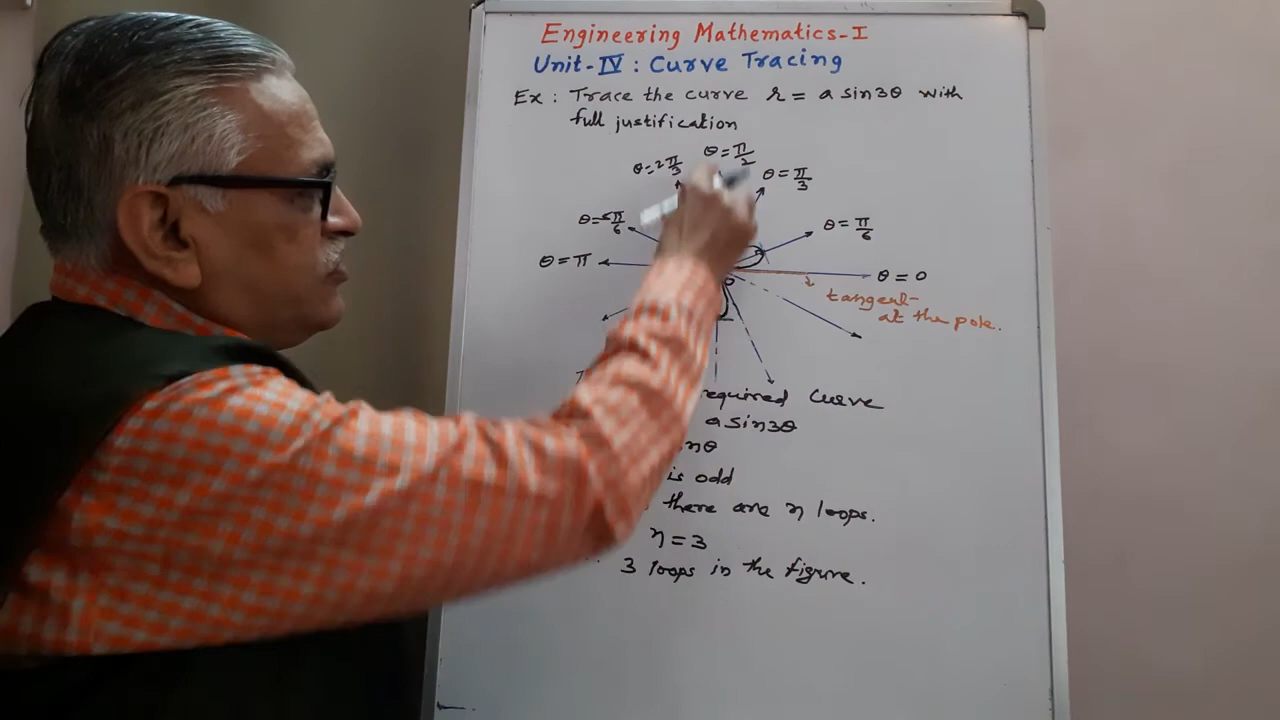 Engineering Mathematics-I
Unit-IV : Curve Tracing
Ex : Trace the curve r = a sin3θ with
full justification
θ = π/2
θ = 2π/3
θ = π/3
θ = 5π/6
θ = π/6
θ = π
θ = 0
tangent
at the pole.
required curve
a sin3θ
nθ
is odd
there are n loops.
n = 3
3 loops in the figure.